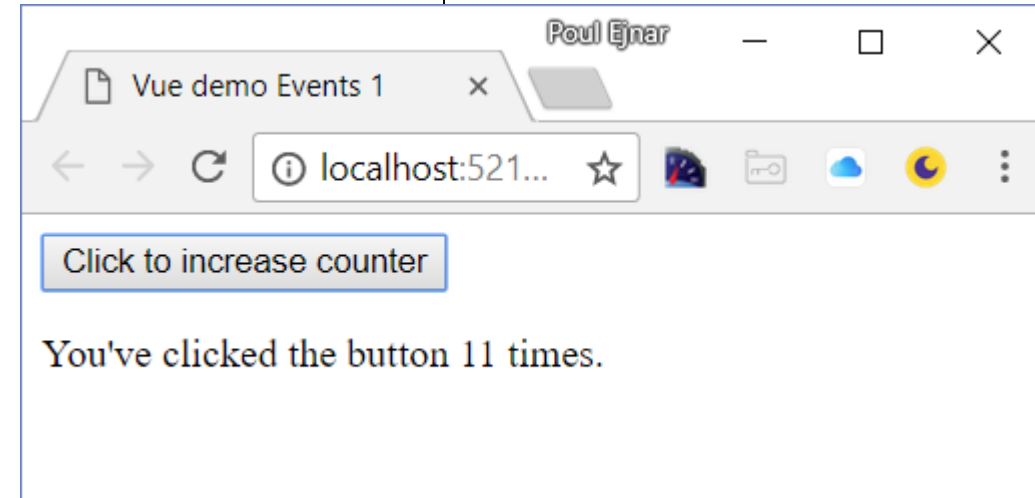 Poul Ejnar
Vue demo Events 1
localhost:521...
Click to increase counter
You've clicked the button 11 times.